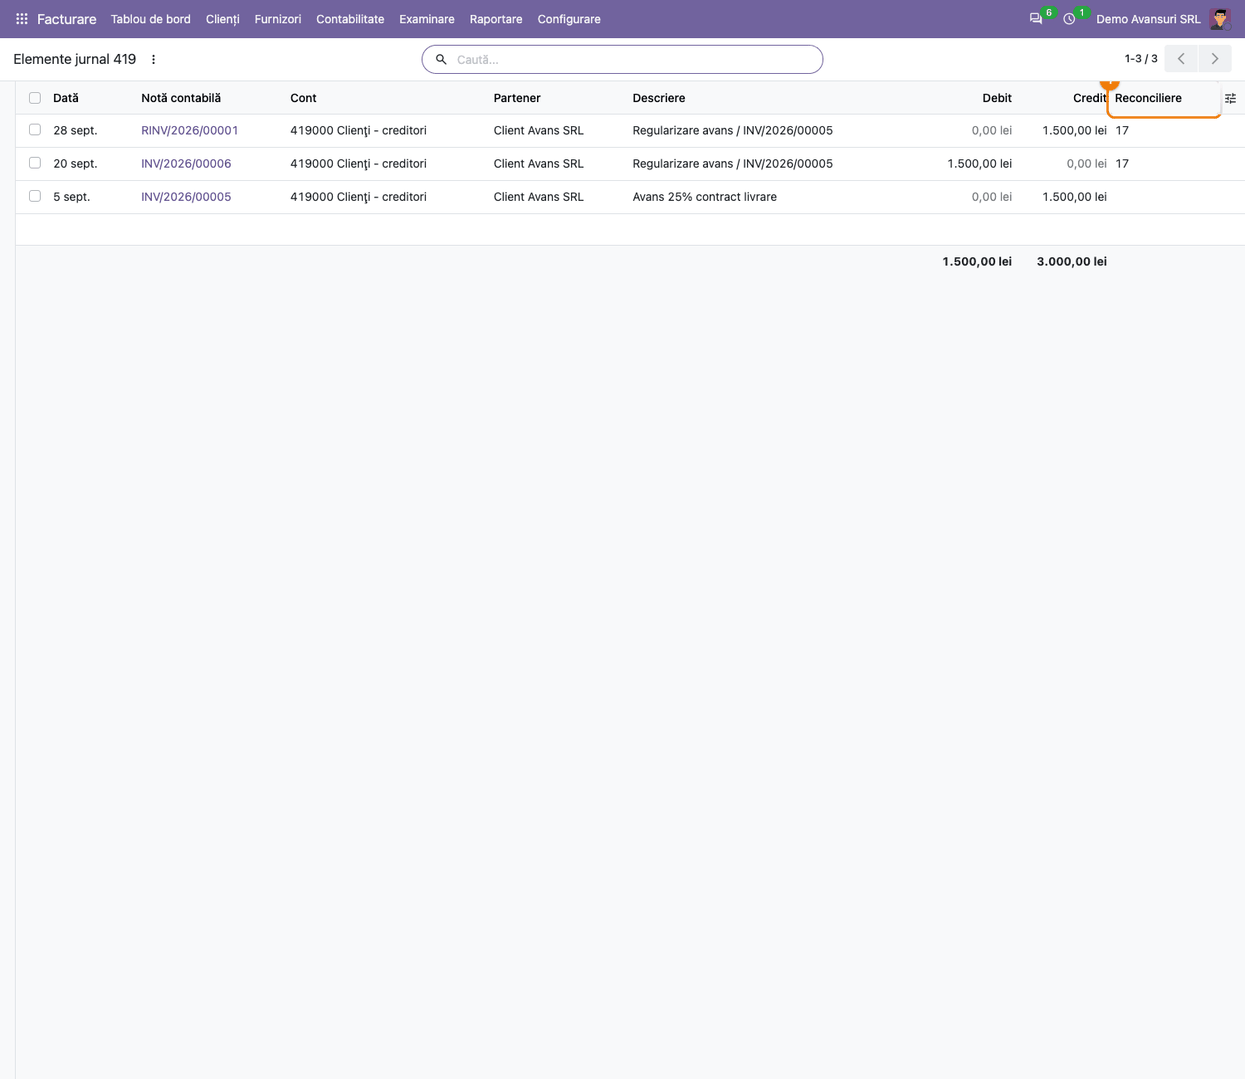 Facturare Tablou de bord Clienți Furnizori Contabilitate Examinare Raportare Configurare 6 1 Demo Avansuri SRL
Elemente jurnal 419 Caută... 1-3 / 3
Dată Notă contabilă Cont Partener Descriere Debit Credit Reconciliere
28 sept. RINV/2026/00001 419000 Clienţi - creditori Client Avans SRL Regularizare avans / INV/2026/00005 0,00 lei 1.500,00 lei 17
20 sept. INV/2026/00006 419000 Clienţi - creditori Client Avans SRL Regularizare avans / INV/2026/00005 1.500,00 lei 0,00 lei 17
5 sept. INV/2026/00005 419000 Clienţi - creditori Client Avans SRL Avans 25% contract livrare 0,00 lei 1.500,00 lei
1.500,00 lei 3.000,00 lei